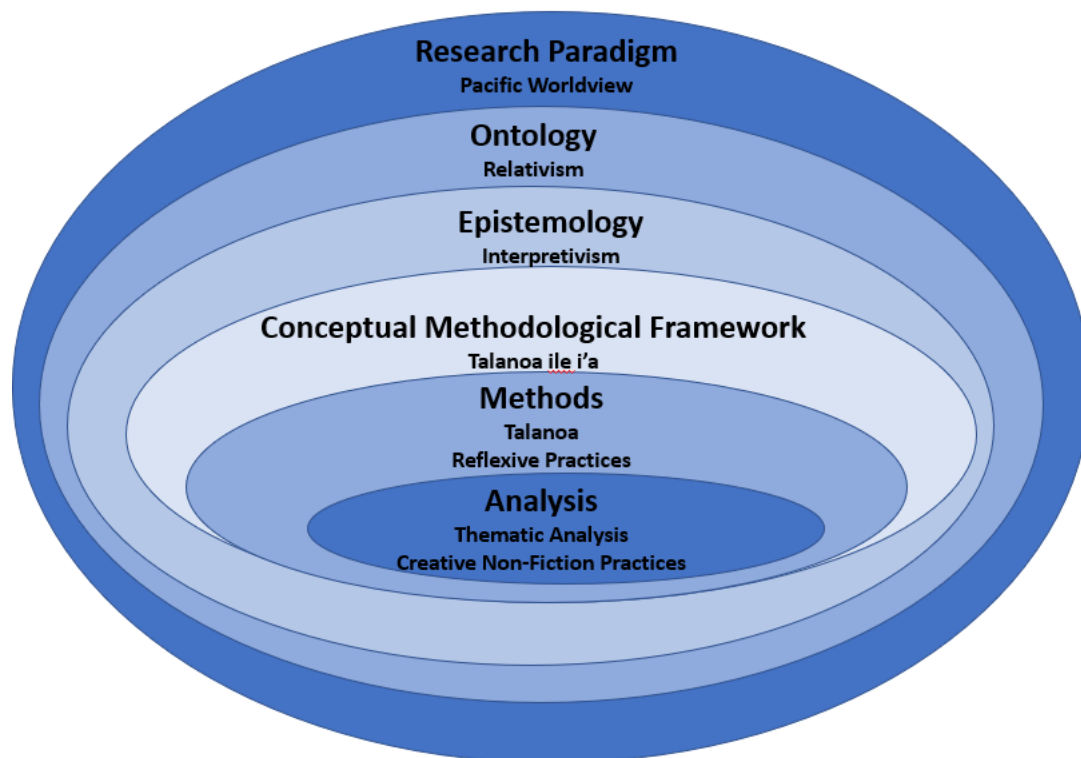 Research Paradigm
Pacific Worldview
Ontology
Relativism
Epistemology
Interpretivism
Conceptual Methodological Framework
Talanoa ile i’a
Methods
Talanoa
Reflexive Practices
Analysis
Thematic Analysis
Creative Non-Fiction Practices